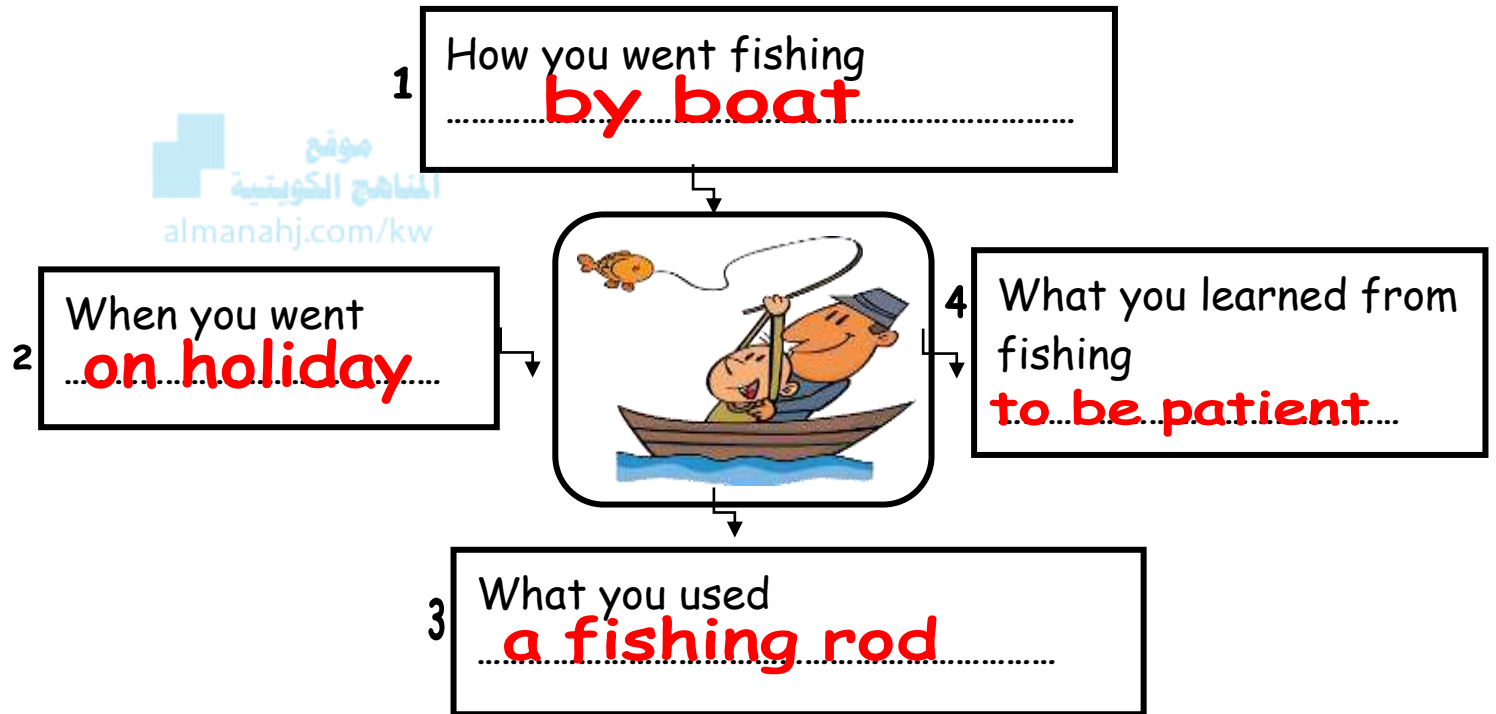 1
How you went fishing
by boat
موقع
المناهج الكويتية
almanahj.com/kw
2
When you went
on holiday
4
What you learned from
fishing
to be patient
3
What you used
a fishing rod